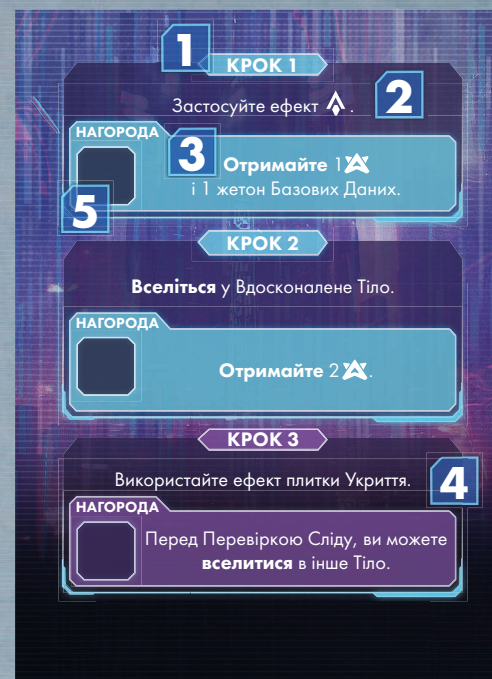 1
КРОК 1
Застосуйте ефект .
2
НАГОРОДА
3
Отримайте 1
і 1 жетон Базових Даних.
5
КРОК 2
Вселіться у Вдосконалене Тіло.
НАГОРОДА
Отримайте 2 .
КРОК 3
Використайте ефект плитки Укриття.
4
НАГОРОДА
Перед Перевіркою Сліду, ви можете
вселитися в інше Тіло.